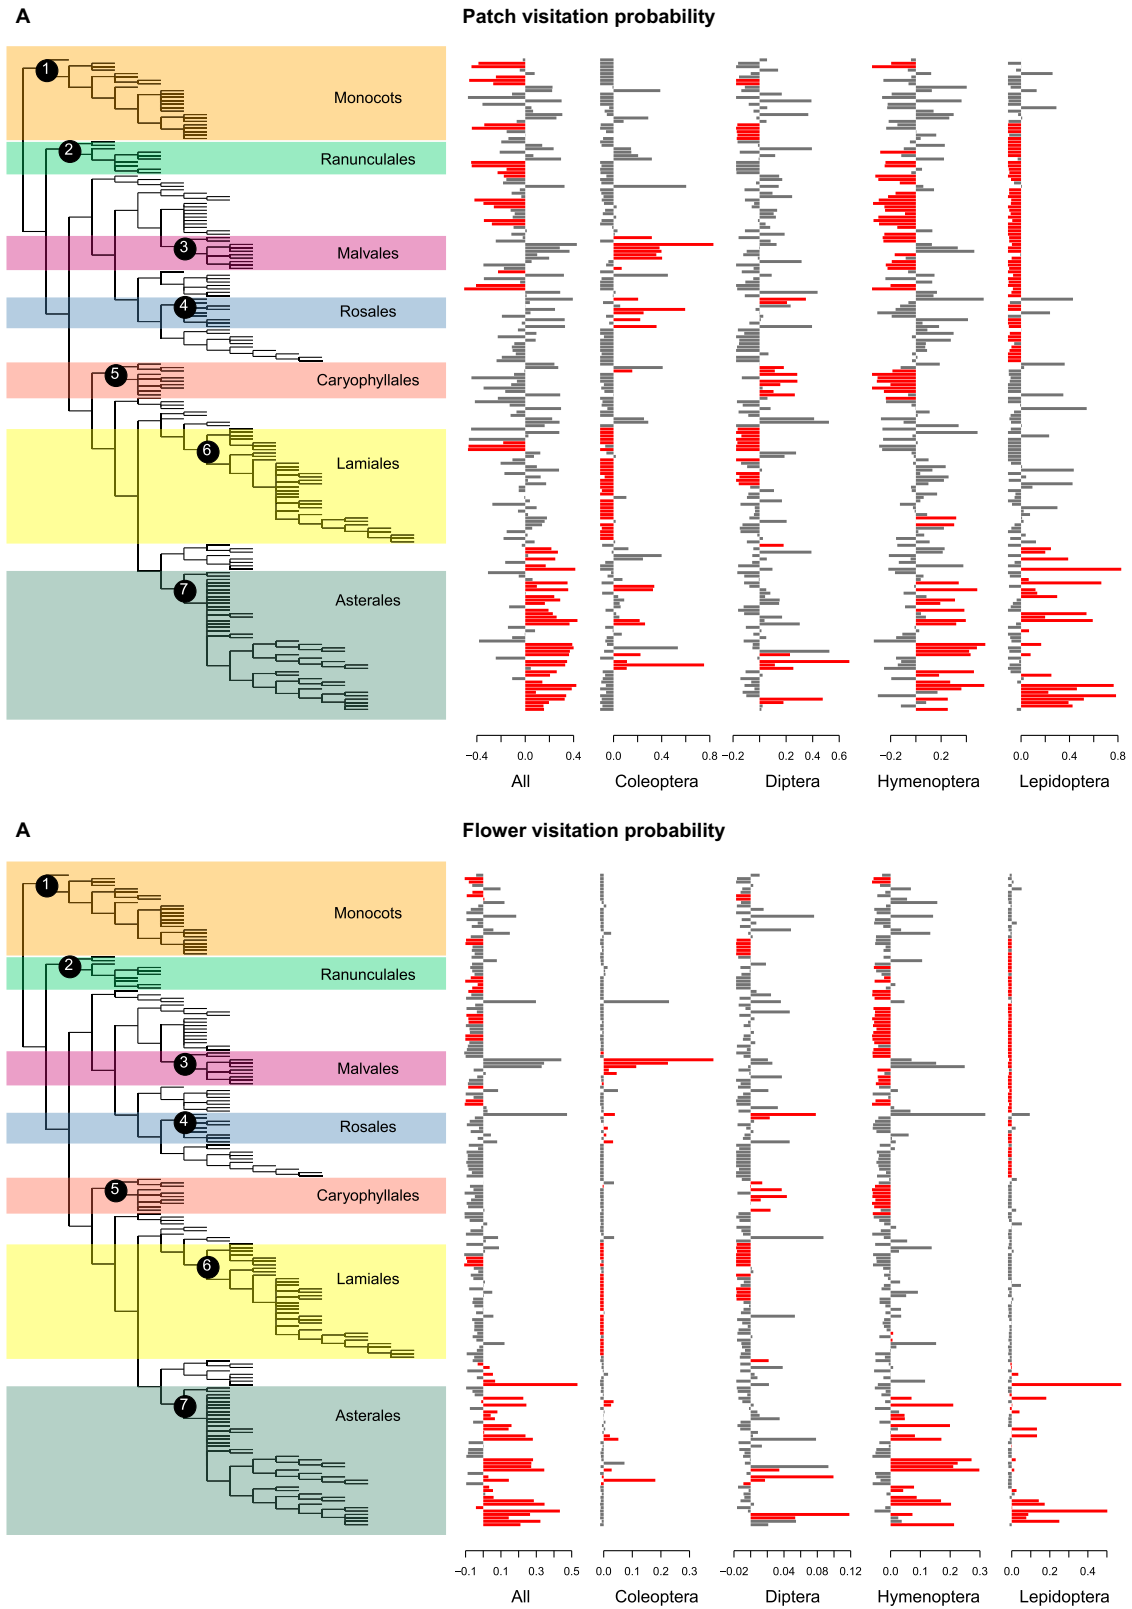 A Patch visitation probability
1
Monocots
2
Ranunculales
3
Malvales
4
Rosales
5
Caryophyllales
6
Lamiales
7
Asterales
−0.4 0.0 0.4 0.0 0.4 0.8 −0.2 0.0 0.2 0.4 0.6 −0.2 0.2 0.0 0.4 0.8
All Coleoptera Diptera Hymenoptera Lepidoptera
A Flower visitation probability
1
Monocots
2
Ranunculales
3
Malvales
4
Rosales
5
Caryophyllales
6
Lamiales
7
Asterales
−0.1 0.1 0.3 0.5 0.0 0.1 0.2 0.3 −0.02 0.04 0.08 0.12 0.0 0.1 0.2 0.3 0.0 0.2 0.4
All Coleoptera Diptera Hymenoptera Lepidoptera